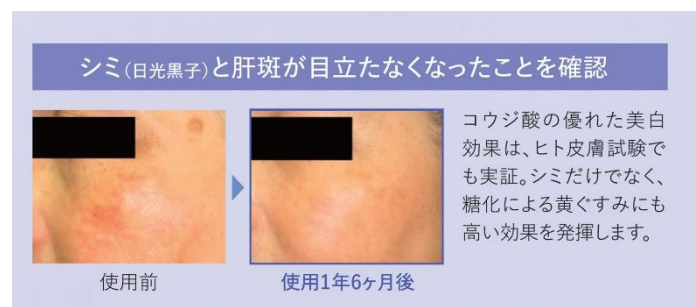 シミ(日光黒子)と肝斑が目立たなくなったことを確認
コウジ酸の優れた美白
効果は、ヒト皮膚試験で
も実証。シミだけでなく、
糖化による黄ぐすみにも
高い効果を発揮します。
使用前
使用1年6ヶ月後